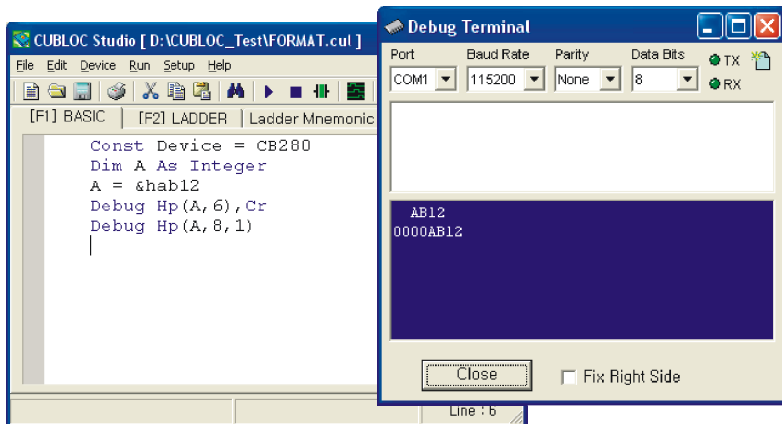 CUBLOC Studio [ D:\CUBLOC_Test\FORMAT.cul ]
File Edit Device Run Setup Help
[F1] BASIC [F2] LADDER Ladder Mnemonic
Const Device = CB280
Dim A As Integer
A = &hab12
Debug Hp(A,6),Cr
Debug Hp(A,8,1)
Line : 6
Debug Terminal
Port Baud Rate Parity Data Bits
TX
COM1 115200 None 8
RX
AB12
0000AB12
Close Fix Right Side